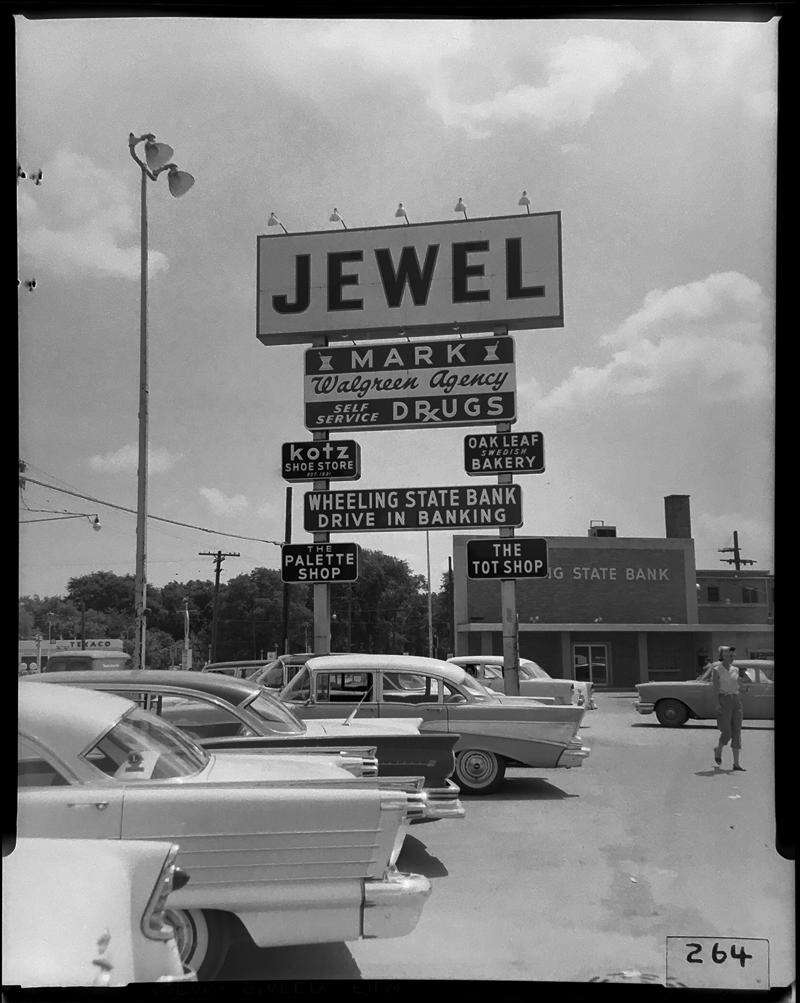 JEWEL
MARK
Walgreen Agency
SELF SERVICE DRUGS
kotz
SHOE STORE
OAK LEAF
SWEDISH
BAKERY
WHEELING STATE BANK
DRIVE IN BANKING
THE
PALETTE
SHOP
THE
TOT SHOP
NG STATE BANK
TEXACO
264